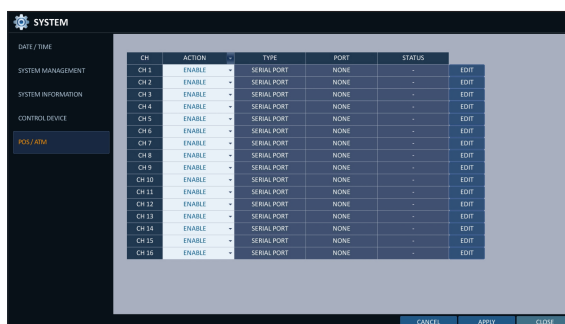 SYSTEM
DATE / TIME
SYSTEM MANAGEMENT
SYSTEM INFORMATION
CONTROL DEVICE
POS / ATM
CH ACTION TYPE PORT STATUS
CH 1 ENABLE SERIAL PORT NONE - EDIT
CH 2 ENABLE SERIAL PORT NONE - EDIT
CH 3 ENABLE SERIAL PORT NONE - EDIT
CH 4 ENABLE SERIAL PORT NONE - EDIT
CH 5 ENABLE SERIAL PORT NONE - EDIT
CH 6 ENABLE SERIAL PORT NONE - EDIT
CH 7 ENABLE SERIAL PORT NONE - EDIT
CH 8 ENABLE SERIAL PORT NONE - EDIT
CH 9 ENABLE SERIAL PORT NONE - EDIT
CH 10 ENABLE SERIAL PORT NONE - EDIT
CH 11 ENABLE SERIAL PORT NONE - EDIT
CH 12 ENABLE SERIAL PORT NONE - EDIT
CH 13 ENABLE SERIAL PORT NONE - EDIT
CH 14 ENABLE SERIAL PORT NONE - EDIT
CH 15 ENABLE SERIAL PORT NONE - EDIT
CH 16 ENABLE SERIAL PORT NONE - EDIT
CANCEL APPLY CLOSE